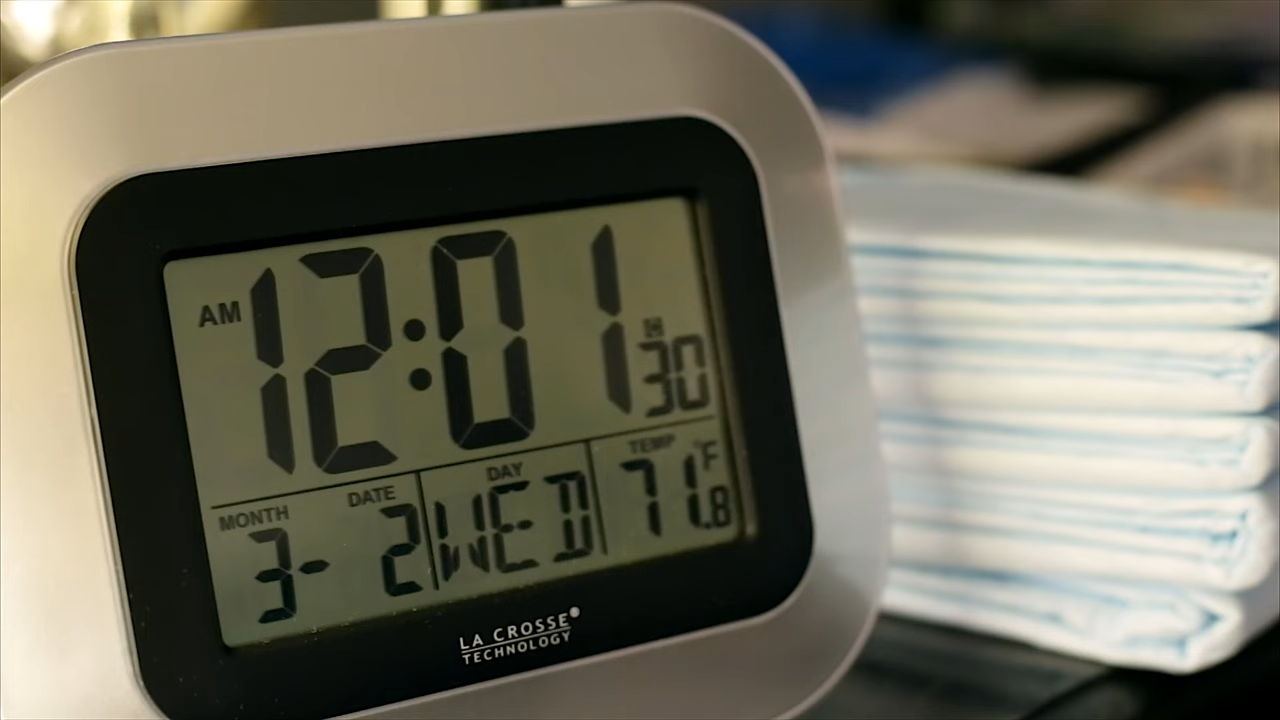 AM 12:01 30
MONTH DATE DAY TEMP °F
3- 2 WED 71.8
LA CROSSE
TECHNOLOGY